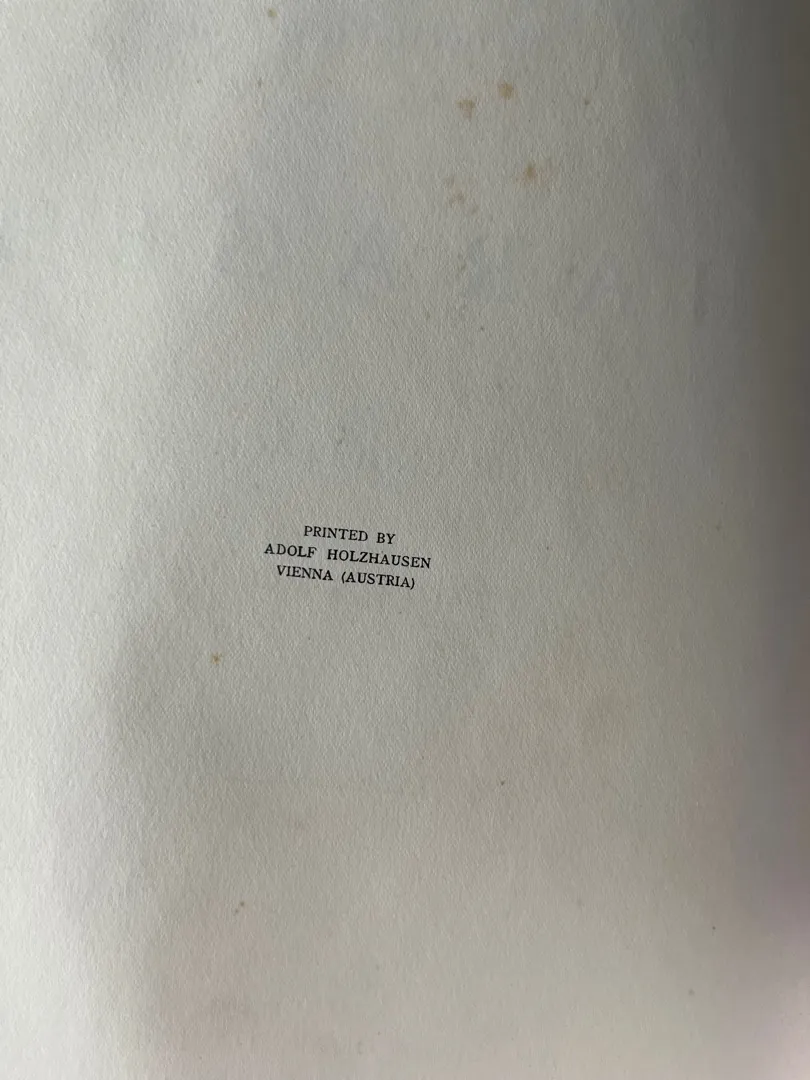 PRINTED BY
ADOLF HOLZHAUSEN
VIENNA (AUSTRIA)